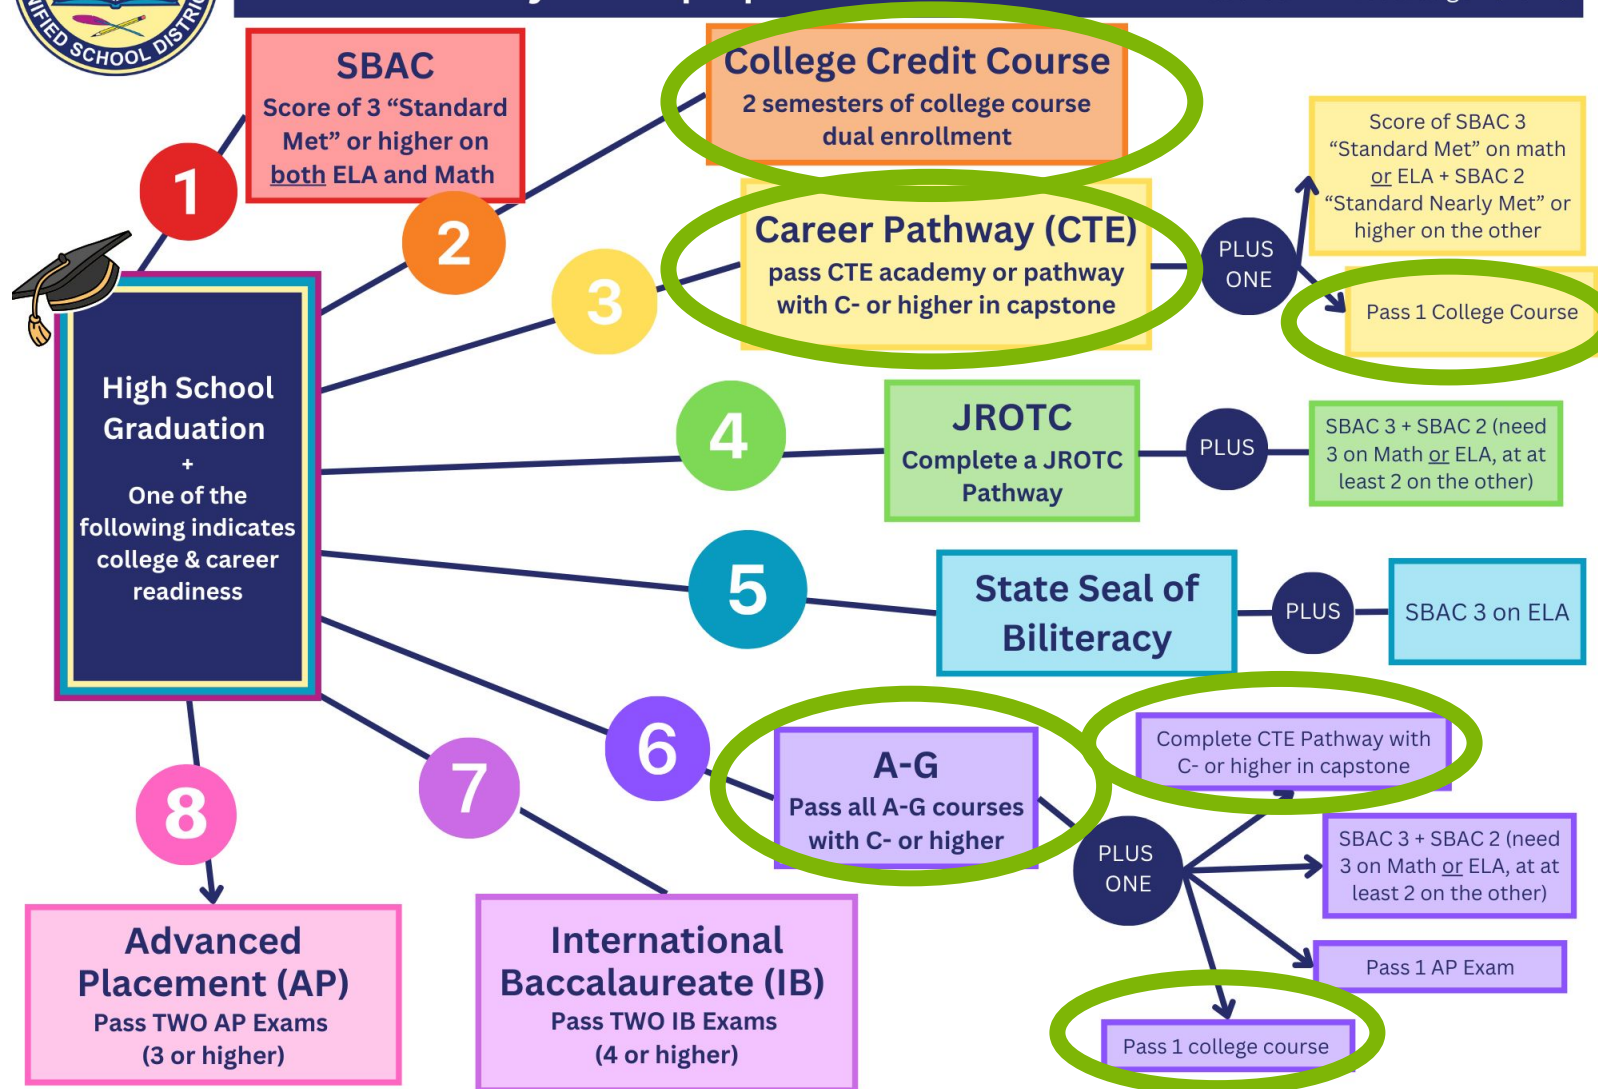 UNIFIED SCHOOL DISTRICT
SBAC
Score of 3 “Standard
Met” or higher on
both ELA and Math
College Credit Course
2 semesters of college course
dual enrollment
Score of SBAC 3
“Standard Met” on math
or ELA + SBAC 2
“Standard Nearly Met” or
higher on the other
1
2
Career Pathway (CTE)
pass CTE academy or pathway
with C- or higher in capstone
PLUS
ONE
3
Pass 1 College Course
High School
Graduation
+
One of the
following indicates
college & career
readiness
4
JROTC
Complete a JROTC
Pathway
PLUS
SBAC 3 + SBAC 2 (need
3 on Math or ELA, at at
least 2 on the other)
5
State Seal of
Biliteracy
PLUS
SBAC 3 on ELA
6
A-G
Pass all A-G courses
with C- or higher
PLUS
ONE
Complete CTE Pathway with
C- or higher in capstone
SBAC 3 + SBAC 2 (need
3 on Math or ELA, at at
least 2 on the other)
Pass 1 AP Exam
Pass 1 college course
7
International
Baccalaureate (IB)
Pass TWO IB Exams
(4 or higher)
8
Advanced
Placement (AP)
Pass TWO AP Exams
(3 or higher)